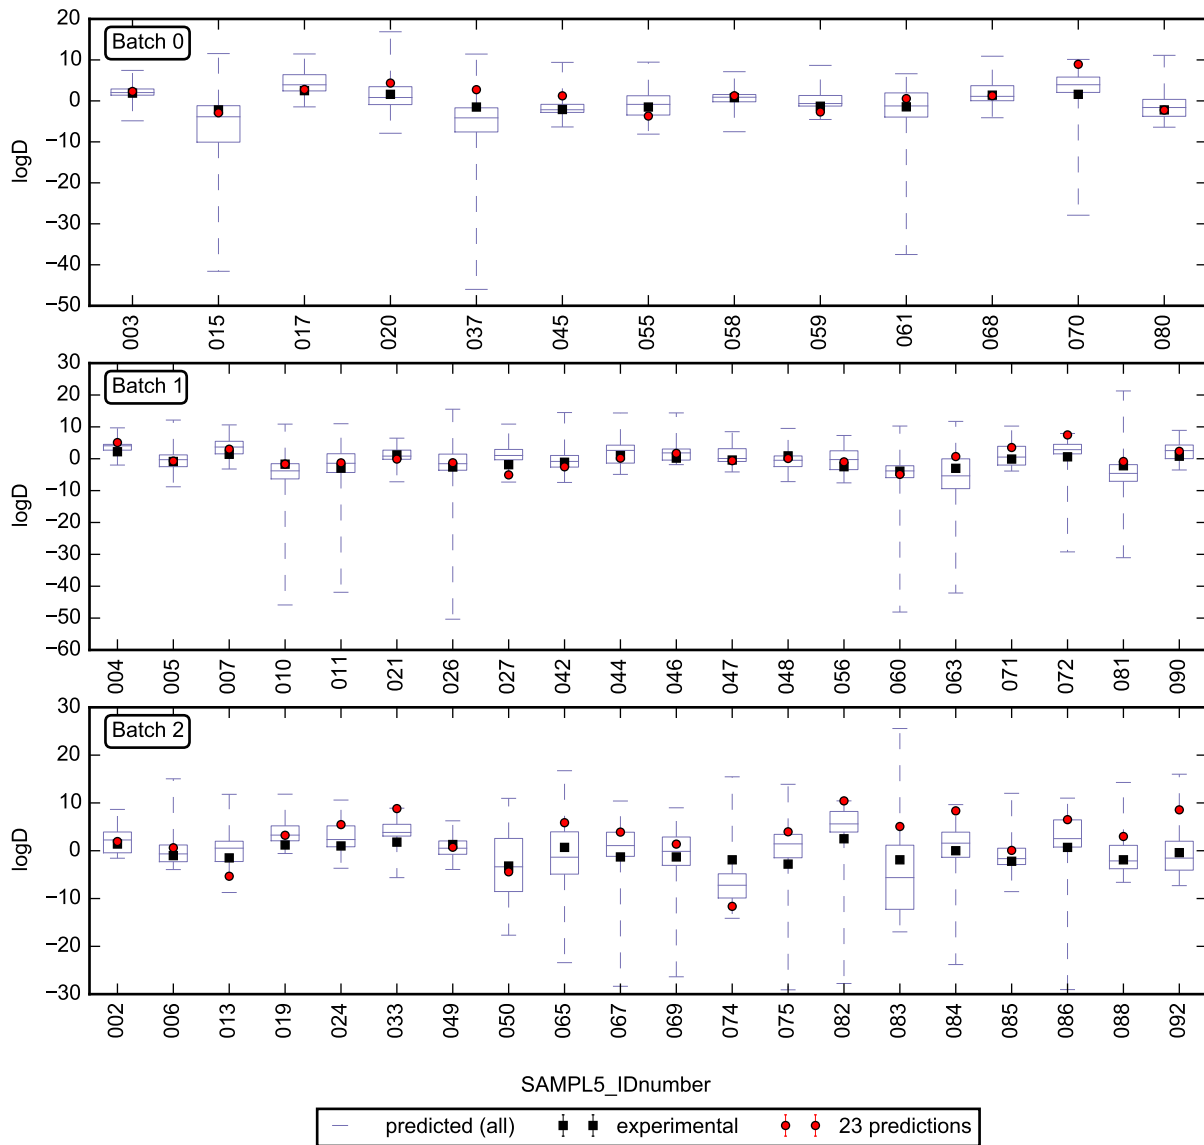 20
Batch 0
10
0
−10
−20
−30
−40
−50
logD
003 015 017 020 037 045 055 058 059 061 068 070 080
30
Batch 1
20
10
0
−10
−20
−30
−40
−50
−60
logD
004 005 007 010 011 021 026 027 042 044 046 047 048 056 060 063 071 072 081 090
30
Batch 2
20
10
0
−10
−20
−30
logD
002 006 013 019 024 033 049 050 065 067 069 074 075 082 083 084 085 086 088 092
SAMPL5_IDnumber
predicted (all) experimental 23 predictions